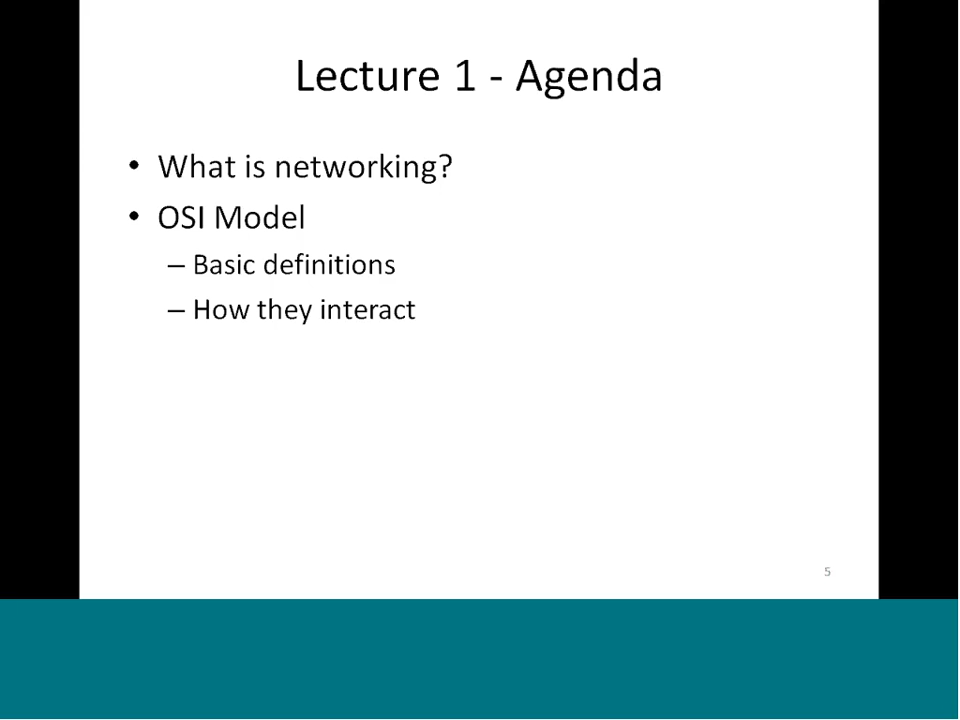 Lecture 1 - Agenda
• What is networking?
• OSI Model
– Basic definitions
– How they interact
5